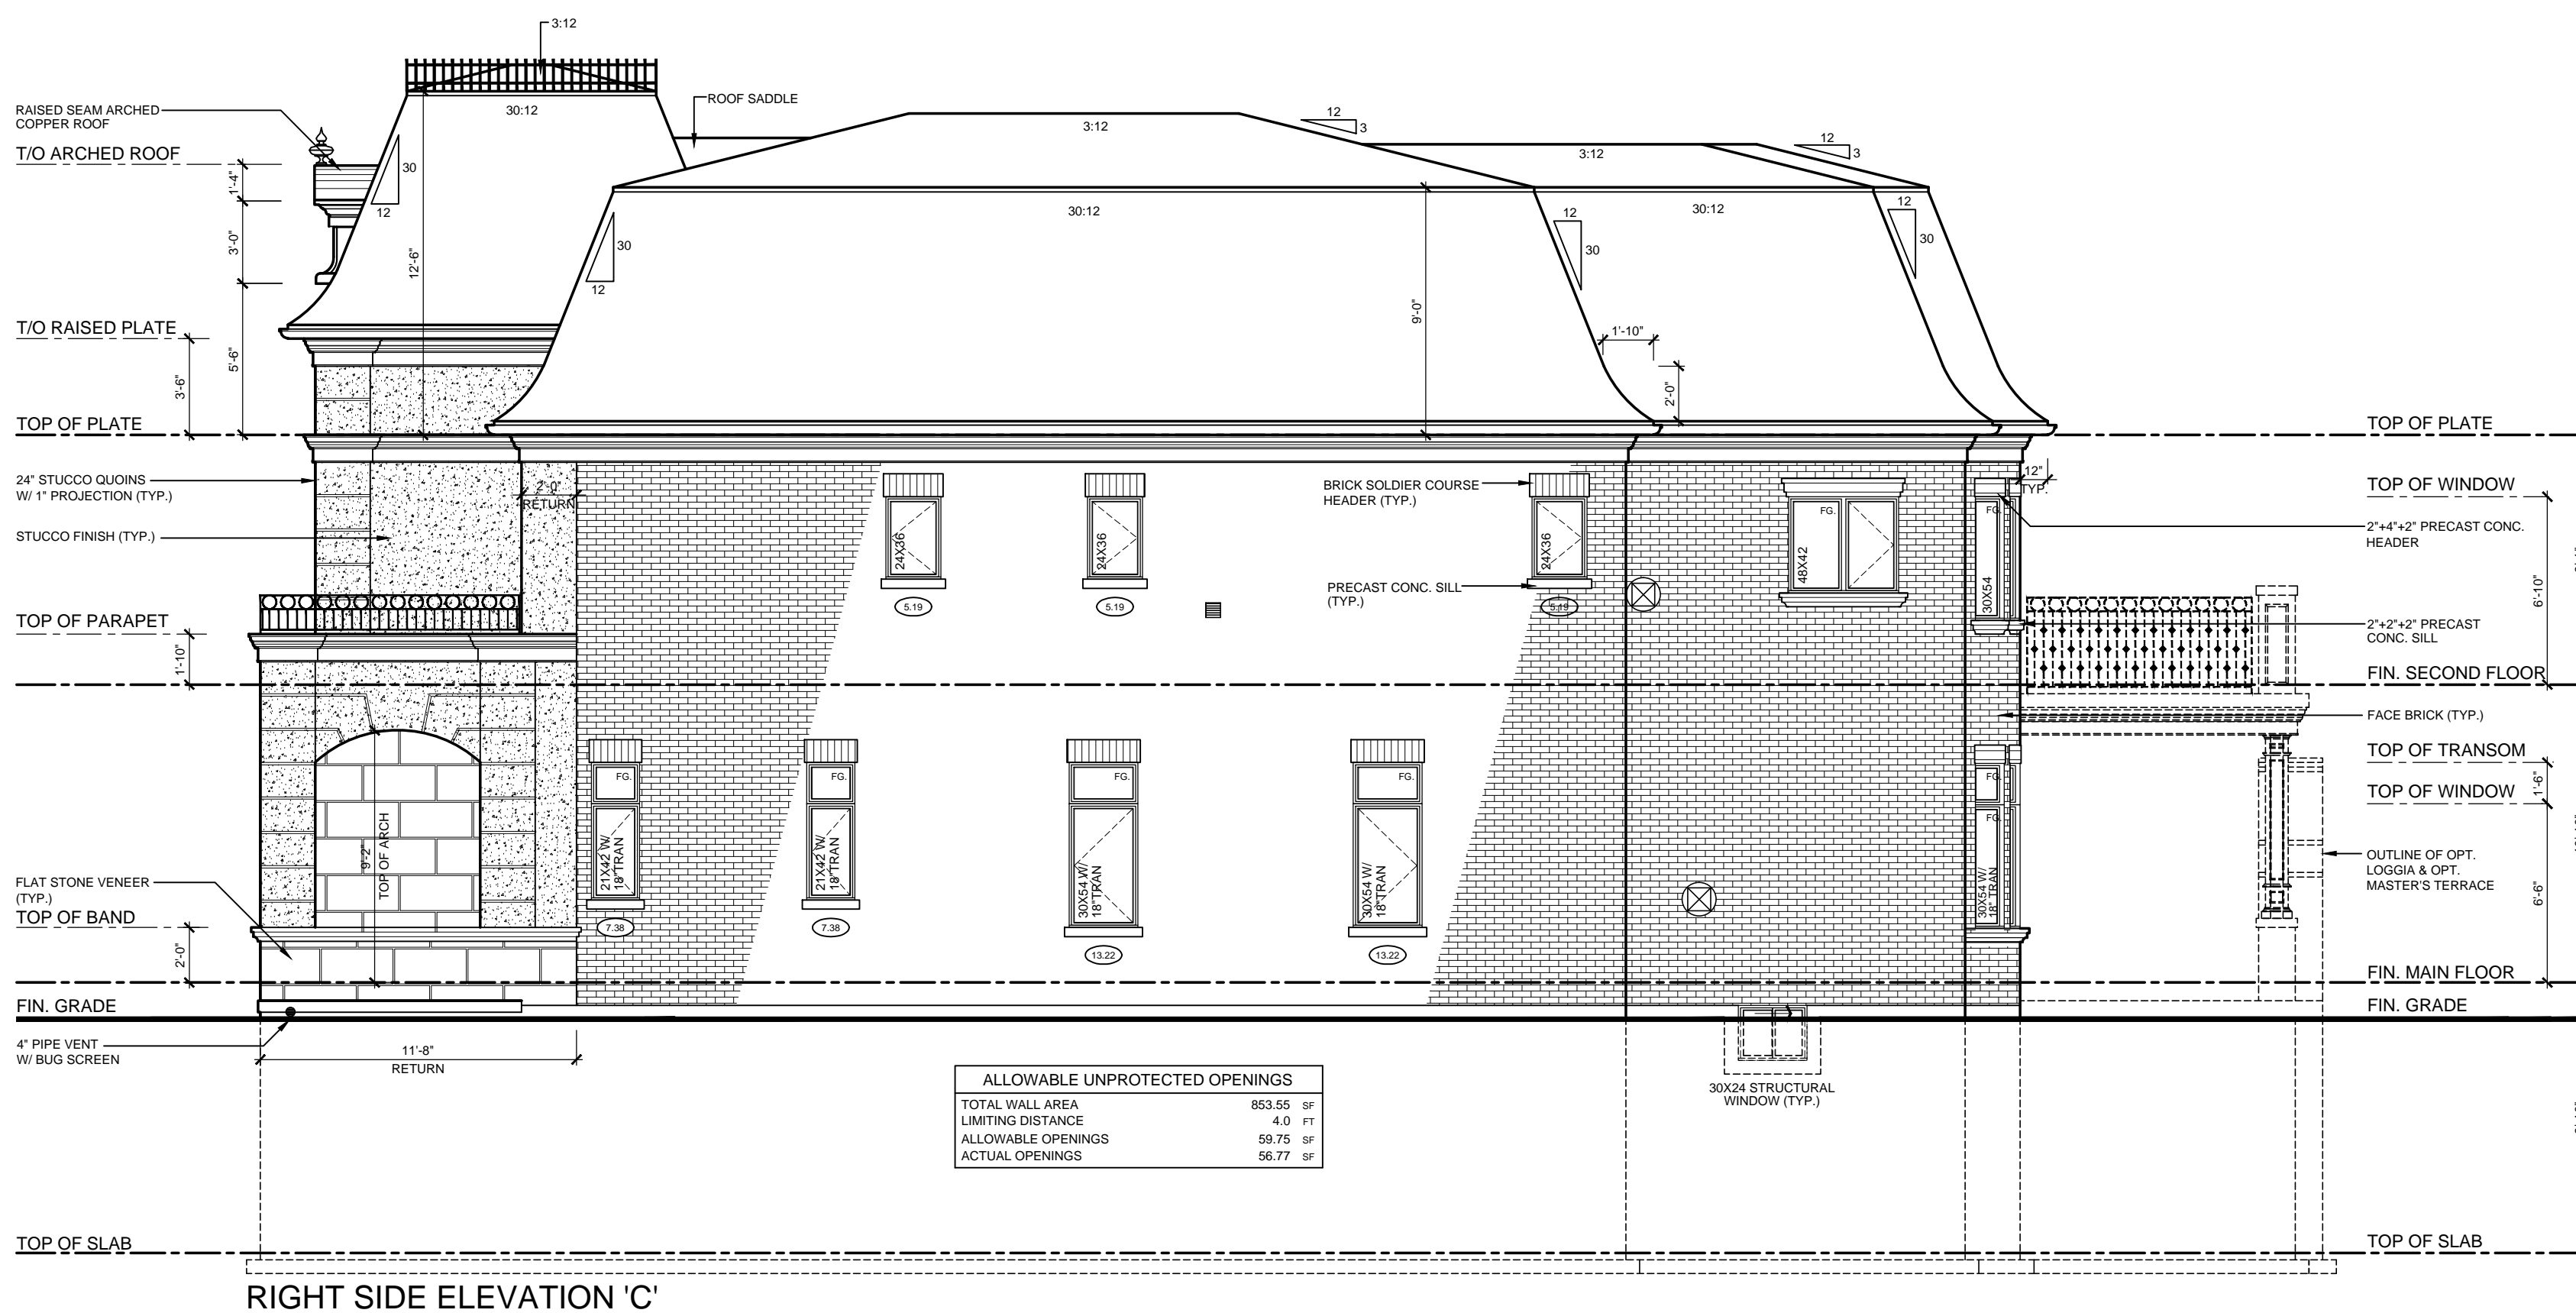 3:12
30:12
ROOF SADDLE
RAISED SEAM ARCHED
COPPER ROOF
T/O ARCHED ROOF
1'-4"
3'-0"
5'-6"
30
12
12'-6"
3:12
12
3
3:12
12
3
30:12
30:12
30
12
9'-0"
12
30
12
30
1'-10"
2'-0"
T/O RAISED PLATE
3'-6"
TOP OF PLATE
TOP OF PLATE
24" STUCCO QUOINS
W/ 1" PROJECTION (TYP.)
STUCCO FINISH (TYP.)
2'-0"
RETURN
24X36
5.19
24X36
5.19
BRICK SOLDIER COURSE
HEADER (TYP.)
24X36
PRECAST CONC. SILL
(TYP.)
5.19
FG.
48X42
FG.
30X54
12"
TYP.
TOP OF WINDOW
2"+4"+2" PRECAST CONC.
HEADER
6'-10"
2"+2"+2" PRECAST
CONC. SILL
TOP OF PARAPET
1'-10"
FIN. SECOND FLOOR
FACE BRICK (TYP.)
TOP OF TRANSOM
1'-6"
TOP OF WINDOW
6'-6"
OUTLINE OF OPT.
LOGGIA & OPT.
MASTER'S TERRACE
9'-2"
TOP OF ARCH
FG.
21X42 W/
18"TRAN
7.38
FG.
21X42 W/
18"TRAN
7.38
FG.
30X54 W/
18"TRAN
13.22
FG.
30X54 W/
18"TRAN
13.22
FG.
FG.
30X54 W/
18" TRAN
FLAT STONE VENEER
(TYP.)
TOP OF BAND
2'-0"
FIN. MAIN FLOOR
FIN. GRADE
FIN. GRADE
4" PIPE VENT
W/ BUG SCREEN
11'-8"
RETURN
30X24 STRUCTURAL
WINDOW (TYP.)
ALLOWABLE UNPROTECTED OPENINGS
TOTAL WALL AREA 853.55 SF
LIMITING DISTANCE 4.0 FT
ALLOWABLE OPENINGS 59.75 SF
ACTUAL OPENINGS 56.77 SF
TOP OF SLAB
TOP OF SLAB
RIGHT SIDE ELEVATION 'C'